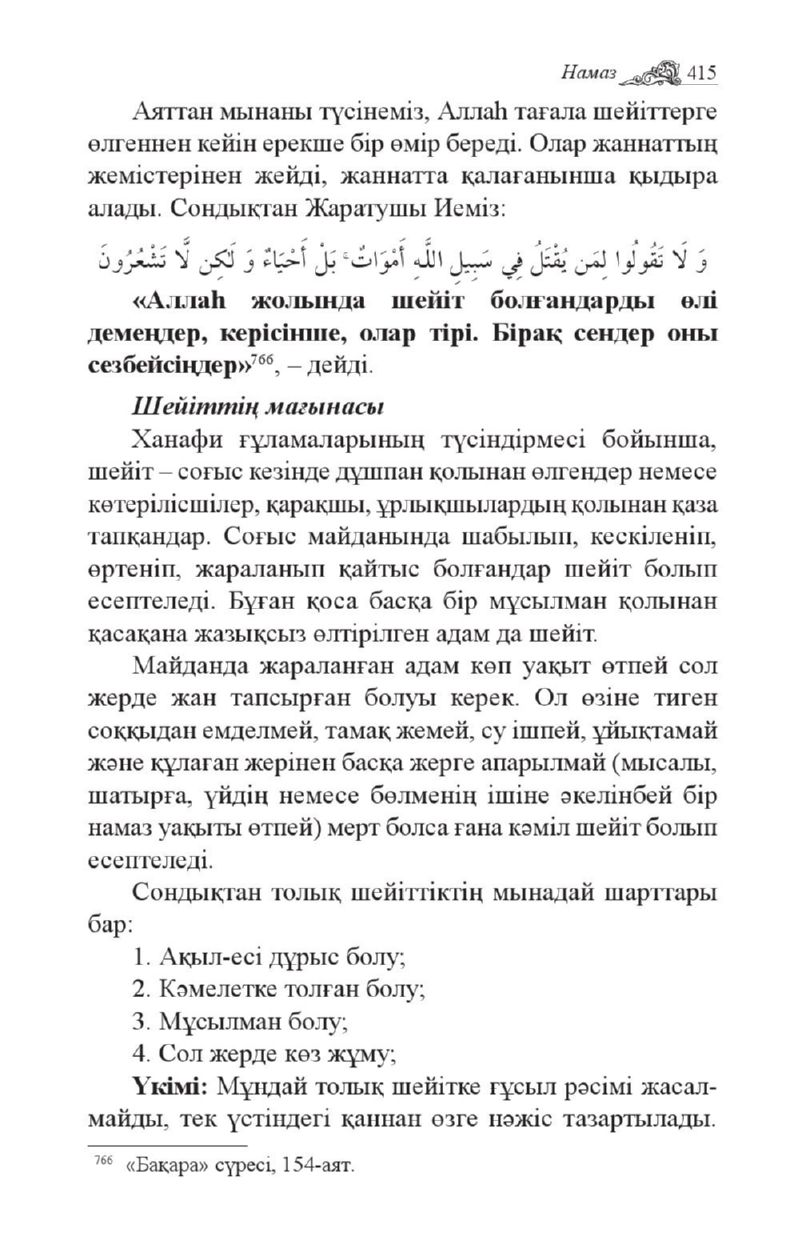 Намаз 415
Аяттан мынаны түсінеміз, Аллаһ тағала шейіттерге
өлгеннен кейін ерекше бір өмір береді. Олар жаннаттың
жемістерінен жейді, жаннатта қалағанынша қыдыра
алады. Сондықтан Жаратушы Иеміз:
وَ لَا تَقُولُوا لِمَن يُقْتَلُ فِي سَبِيلِ اللَّهِ أَمْوَاتٌ ۚ بَلْ أَحْيَاءٌ وَ لَكِن لَّا تَشْعُرُونَ
«Аллаһ жолында шейіт болғандарды өлі
демеңдер, керісінше, олар тірі. Бірақ сендер оны
сезбейсіңдер»766, – дейді.
Шейіттің мағынасы
Ханафи ғұламаларының түсіндірмесі бойынша,
шейіт – соғыс кезінде дұшпан қолынан өлгендер немесе
көтерілісшілер, қарақшы, ұрлықшылардың қолынан қаза
тапқандар. Соғыс майданында шабылып, кескіленіп,
өртеніп, жараланып қайтыс болғандар шейіт болып
есептеледі. Бұған қоса басқа бір мұсылман қолынан
қасақана жазықсыз өлтірілген адам да шейіт.
Майданда жараланған адам көп уақыт өтпей сол
жерде жан тапсырған болуы керек. Ол өзіне тиген
соққыдан емделмей, тамақ жемей, су ішпей, ұйықтамай
және құлаған жерінен басқа жерге апарылмай (мысалы,
шатырға, үйдің немесе бөлменің ішіне әкелінбей бір
намаз уақыты өтпей) мерт болса ғана кәміл шейіт болып
есептеледі.
Сондықтан толық шейіттіктің мынадай шарттары
бар:
1. Ақыл-есі дұрыс болу;
2. Кәмелетке толған болу;
3. Мұсылман болу;
4. Сол жерде көз жұму;
Үкімі: Мұндай толық шейітке ғұсыл рәсімі жасал-
майды, тек үстіндегі қаннан өзге нәжіс тазартылады.
766 «Бақара» сүресі, 154-аят.